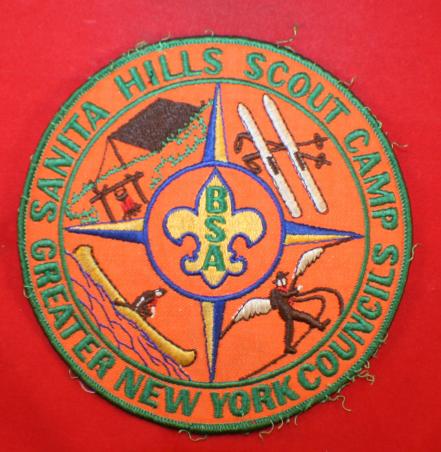 SANITA HILLS SCOUT CAMP
BSA
GREATER NEW YORK COUNCILS